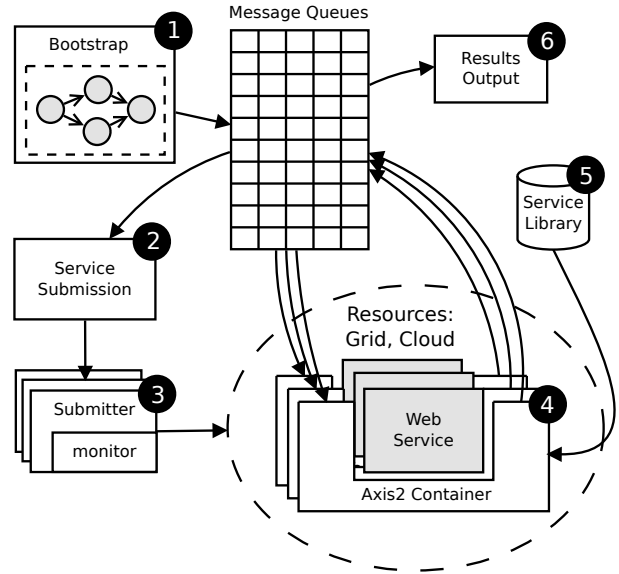 Message Queues
1
Bootstrap
6
Results
Output
5
Service
Library
2
Service
Submission
Resources:
Grid, Cloud
3
Submitter
monitor
4
Web
Service
Axis2 Container